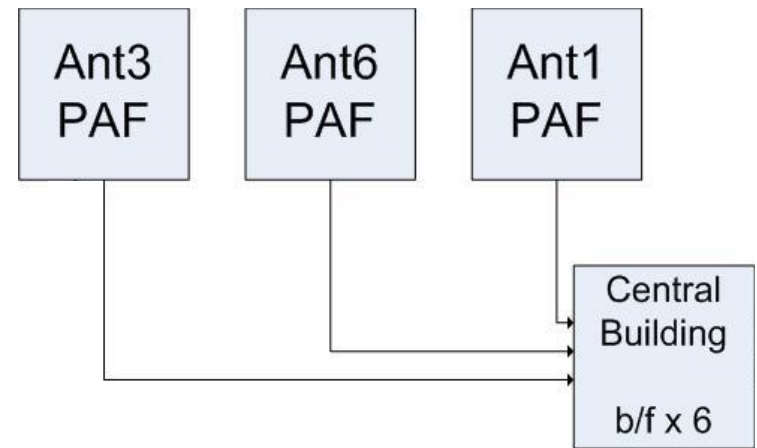 Ant3
PAF
Ant6
PAF
Ant1
PAF
Central
Building
b/f x 6